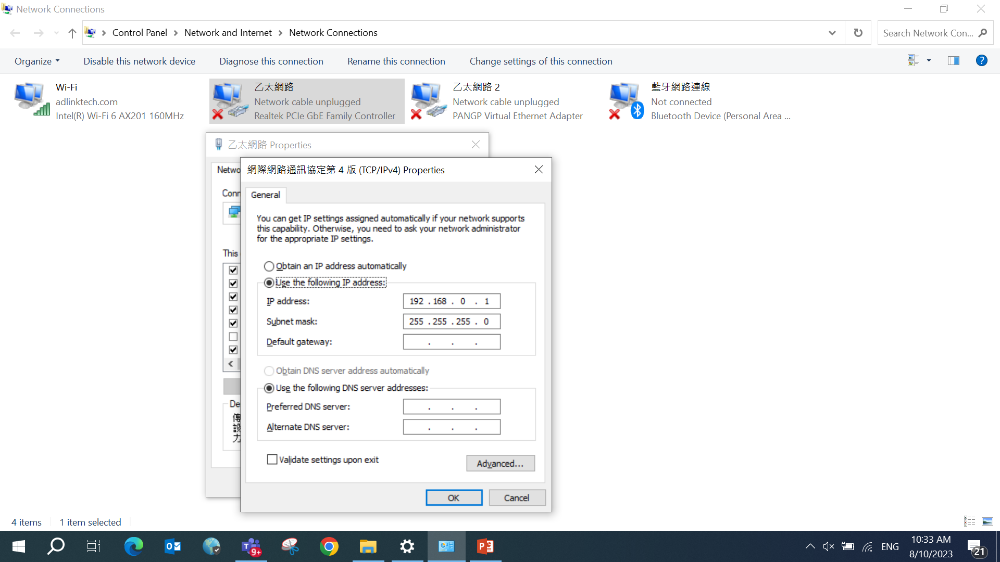 Network Connections
Control Panel > Network and Internet > Network Connections
Search Network Con...
Organize
Disable this network device
Diagnose this connection
Rename this connection
Change settings of this connection
Wi-Fi
adlinktech.com
Intel(R) Wi-Fi 6 AX201 160MHz
乙太網路
Network cable unplugged
Realtek PCIe GbE Family Controller
乙太網路 2
Network cable unplugged
PANGP Virtual Ethernet Adapter
藍牙網路連線
Not connected
Bluetooth Device (Personal Area ...
乙太網路 Properties
Netwo
Conn
This
De
傳
設
力
網際網路通訊協定第 4 版 (TCP/IPv4) Properties
General
You can get IP settings assigned automatically if your network supports
this capability. Otherwise, you need to ask your network administrator
for the appropriate IP settings.
Obtain an IP address automatically
Use the following IP address:
IP address: 192 . 168 . 0 . 1
Subnet mask: 255 . 255 . 255 . 0
Default gateway: . . .
Obtain DNS server address automatically
Use the following DNS server addresses:
Preferred DNS server: . . .
Alternate DNS server: . . .
Validate settings upon exit
Advanced...
OK
Cancel
4 items
1 item selected
9+
ENG
10:33 AM
8/10/2023
21